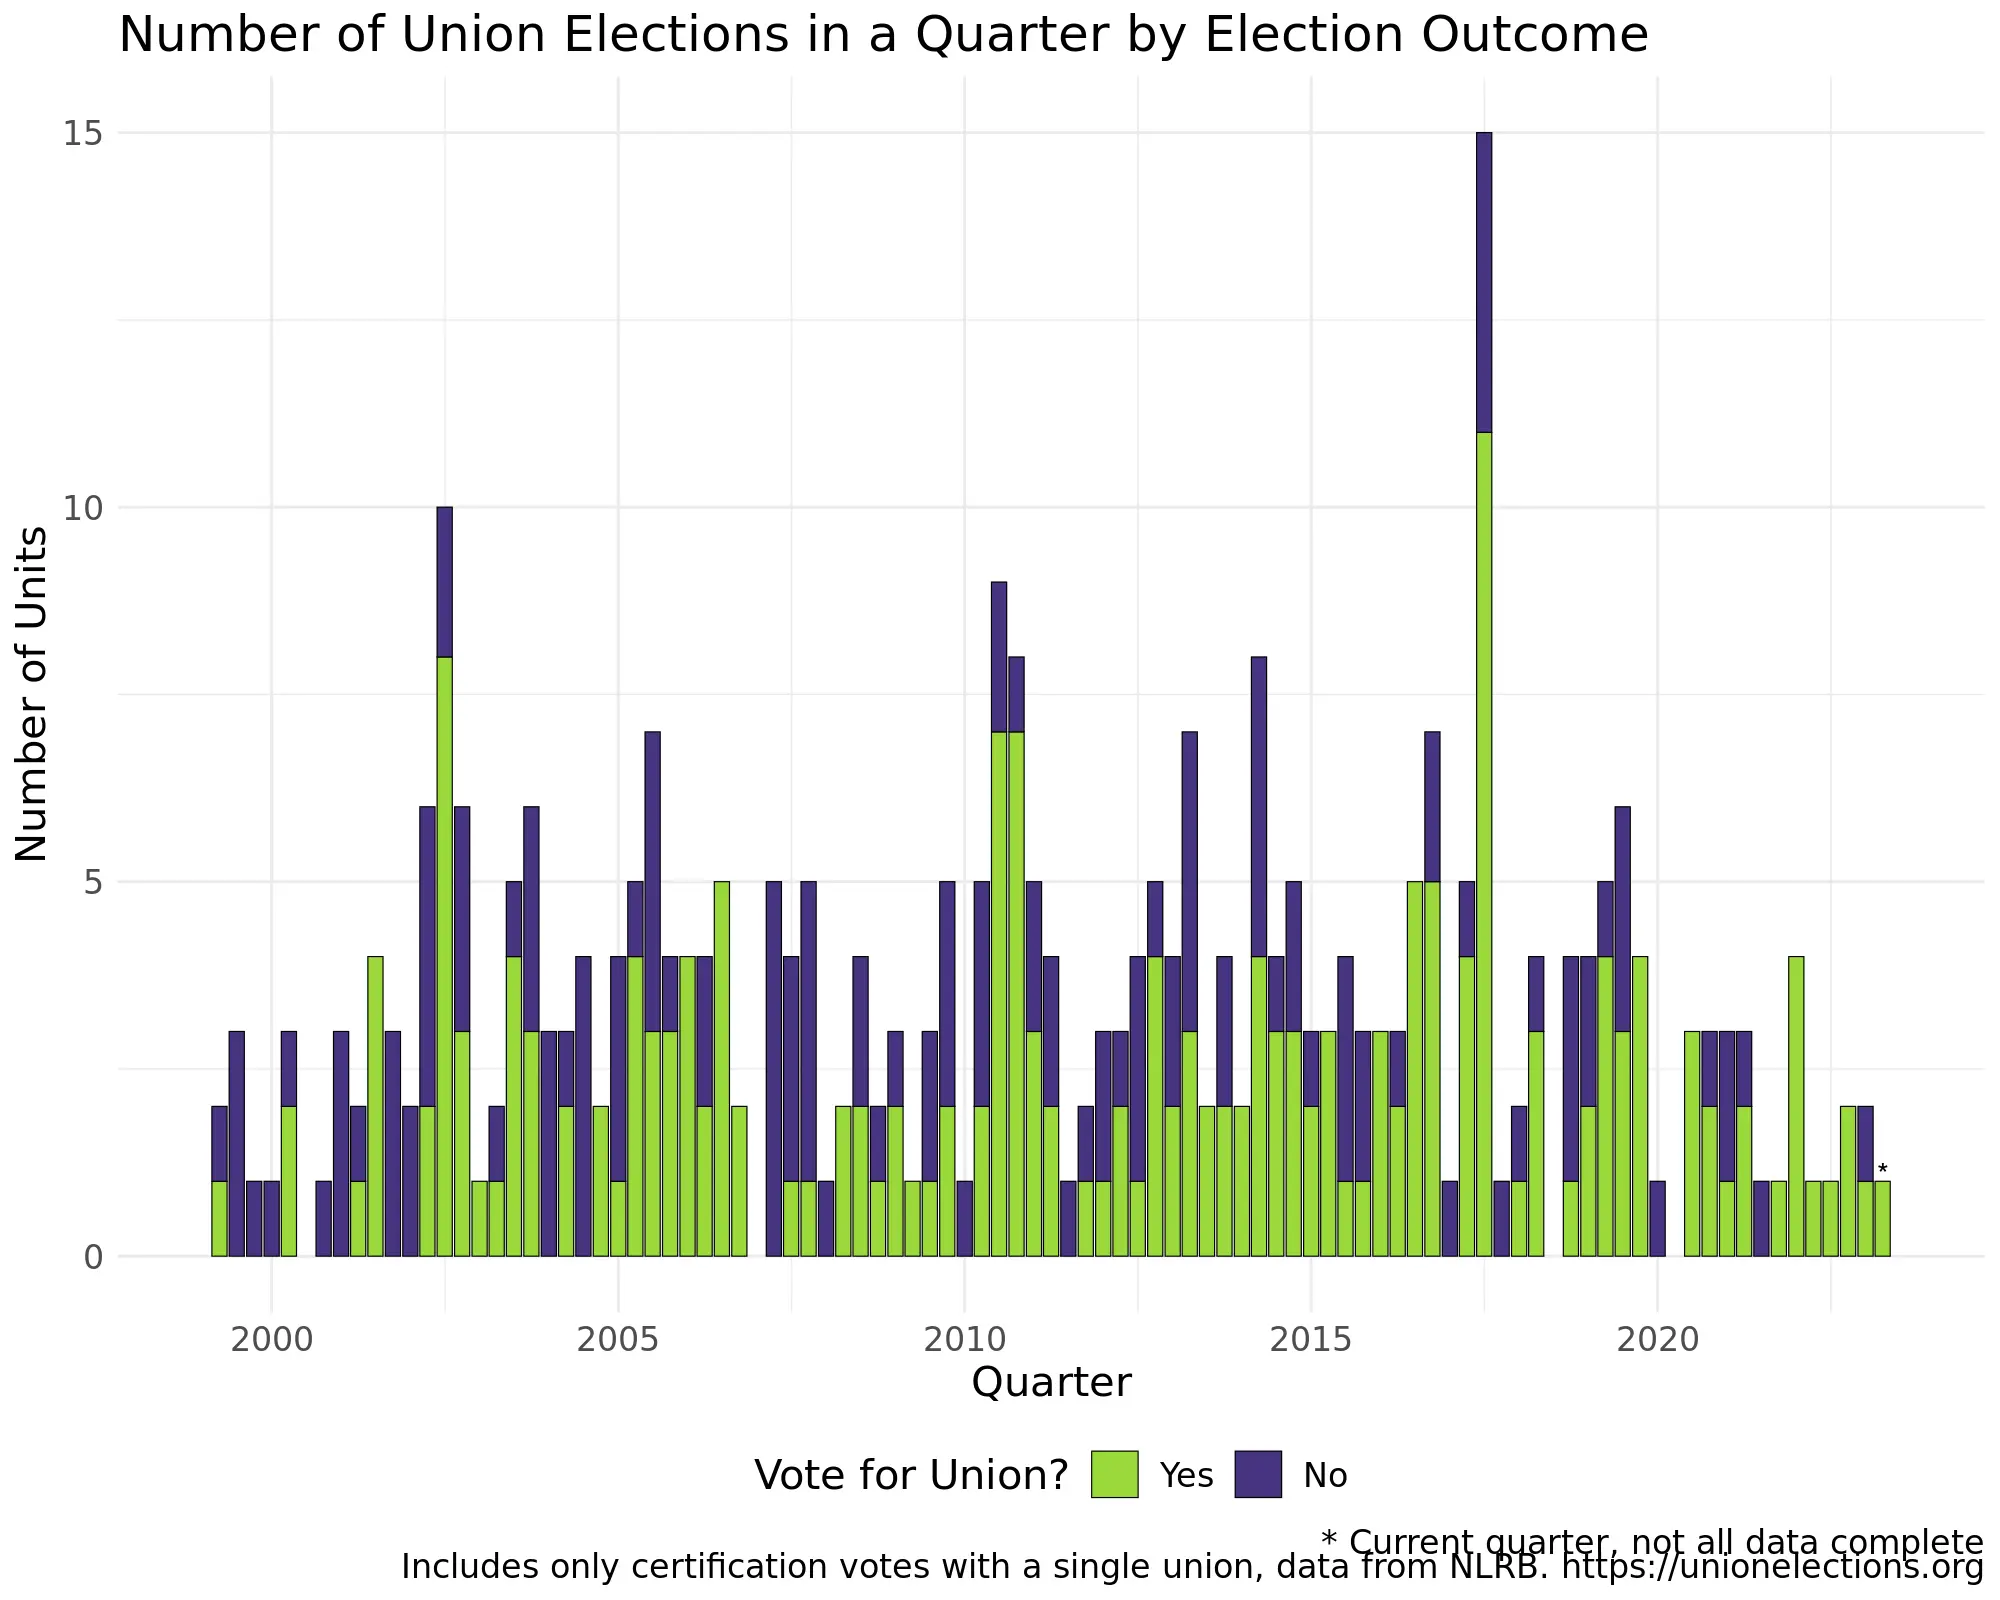 Number of Union Elections in a Quarter by Election Outcome
15
10
5
0
Number of Units
*
2000 2005 2010 2015 2020
Quarter
Vote for Union? Yes No
* Current quarter, not all data complete
Includes only certification votes with a single union, data from NLRB. https://unionelections.org